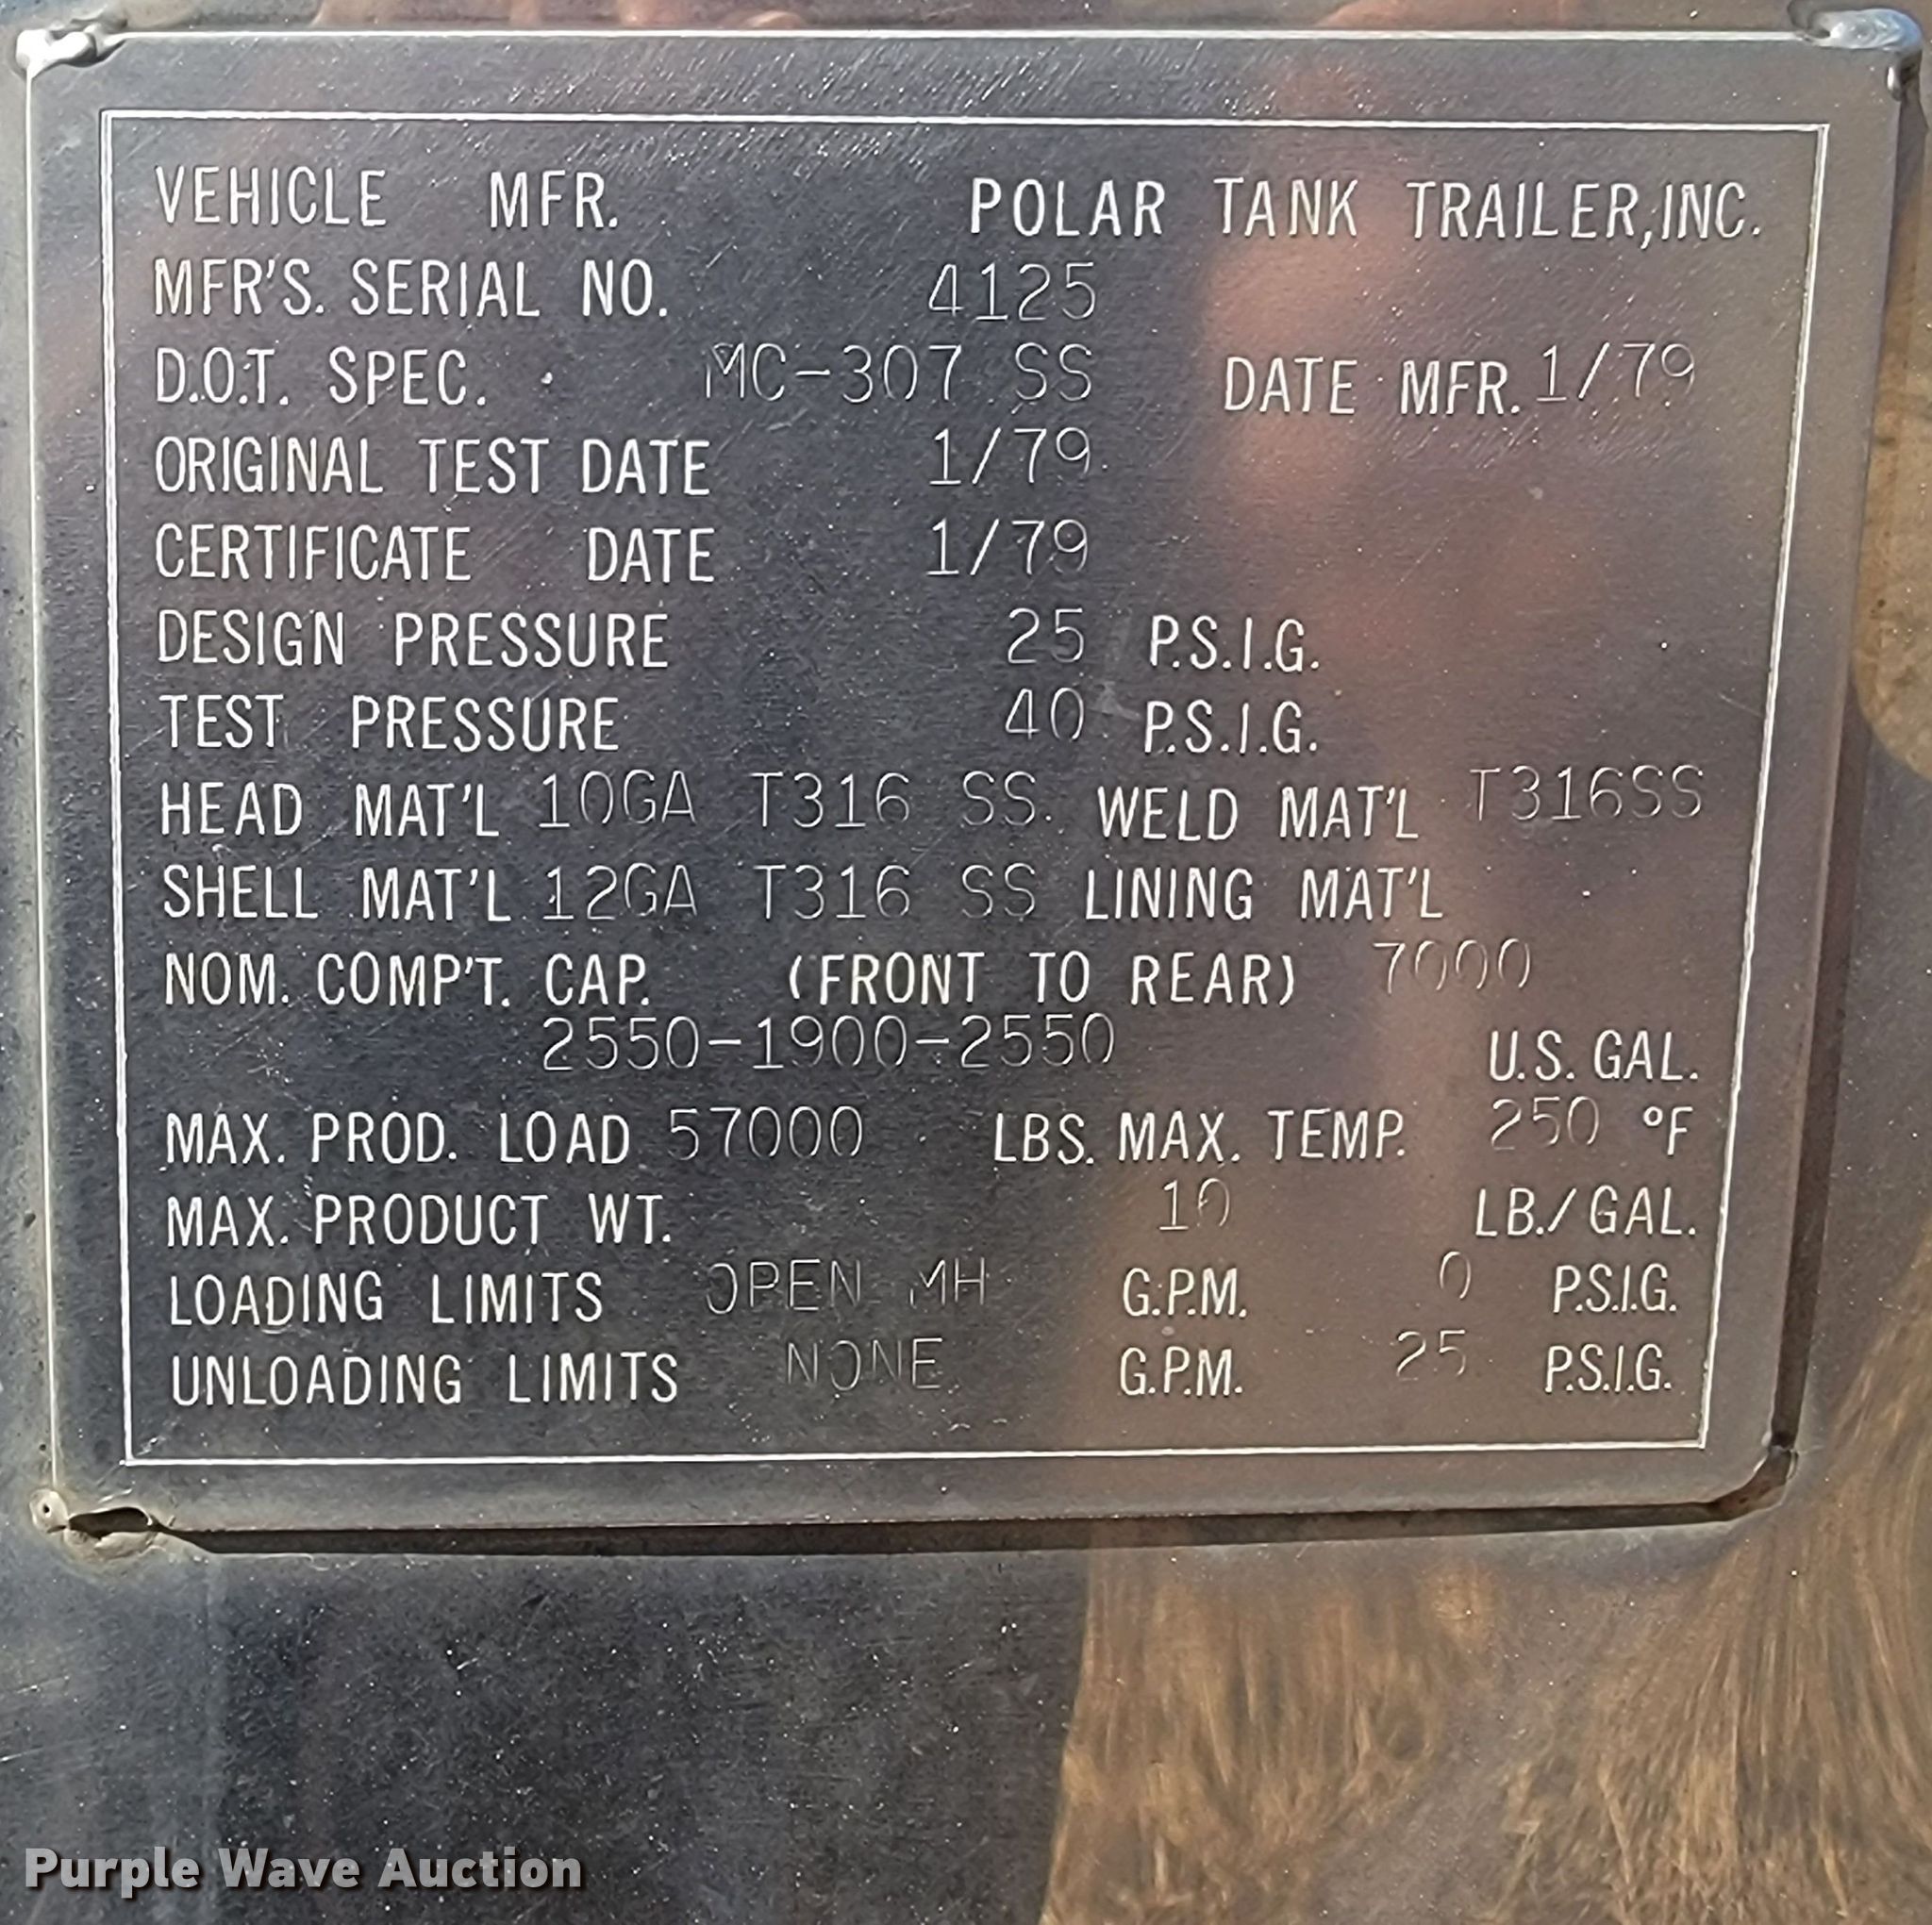 VEHICLE MFR. POLAR TANK TRAILER, INC.
MFR'S. SERIAL NO. 4125
D.O.T. SPEC. MC-307 SS DATE MFR. 1/79
ORIGINAL TEST DATE 1/79
CERTIFICATE DATE 1/79
DESIGN PRESSURE 25 P.S.I.G.
TEST PRESSURE 40 P.S.I.G.
HEAD MAT'L 10GA T316 SS WELD MAT'L T316SS
SHELL MAT'L 12GA T316 SS LINING MAT'L
NOM. COMP'T. CAP. (FRONT TO REAR) 7000
2550-1900-2550 U.S. GAL.
MAX. PROD. LOAD 57000 LBS. MAX. TEMP. 250 °F
MAX. PRODUCT WT. 10 LB./GAL.
LOADING LIMITS OPEN MH G.P.M. 0 P.S.I.G.
UNLOADING LIMITS NONE G.P.M. 25 P.S.I.G.
Purple Wave Auction